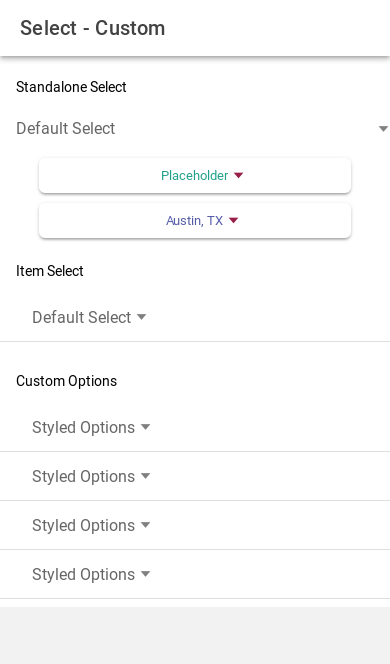 Select - Custom
Standalone Select
Default Select
Placeholder
Austin, TX
Item Select
Default Select
Custom Options
Styled Options
Styled Options
Styled Options
Styled Options